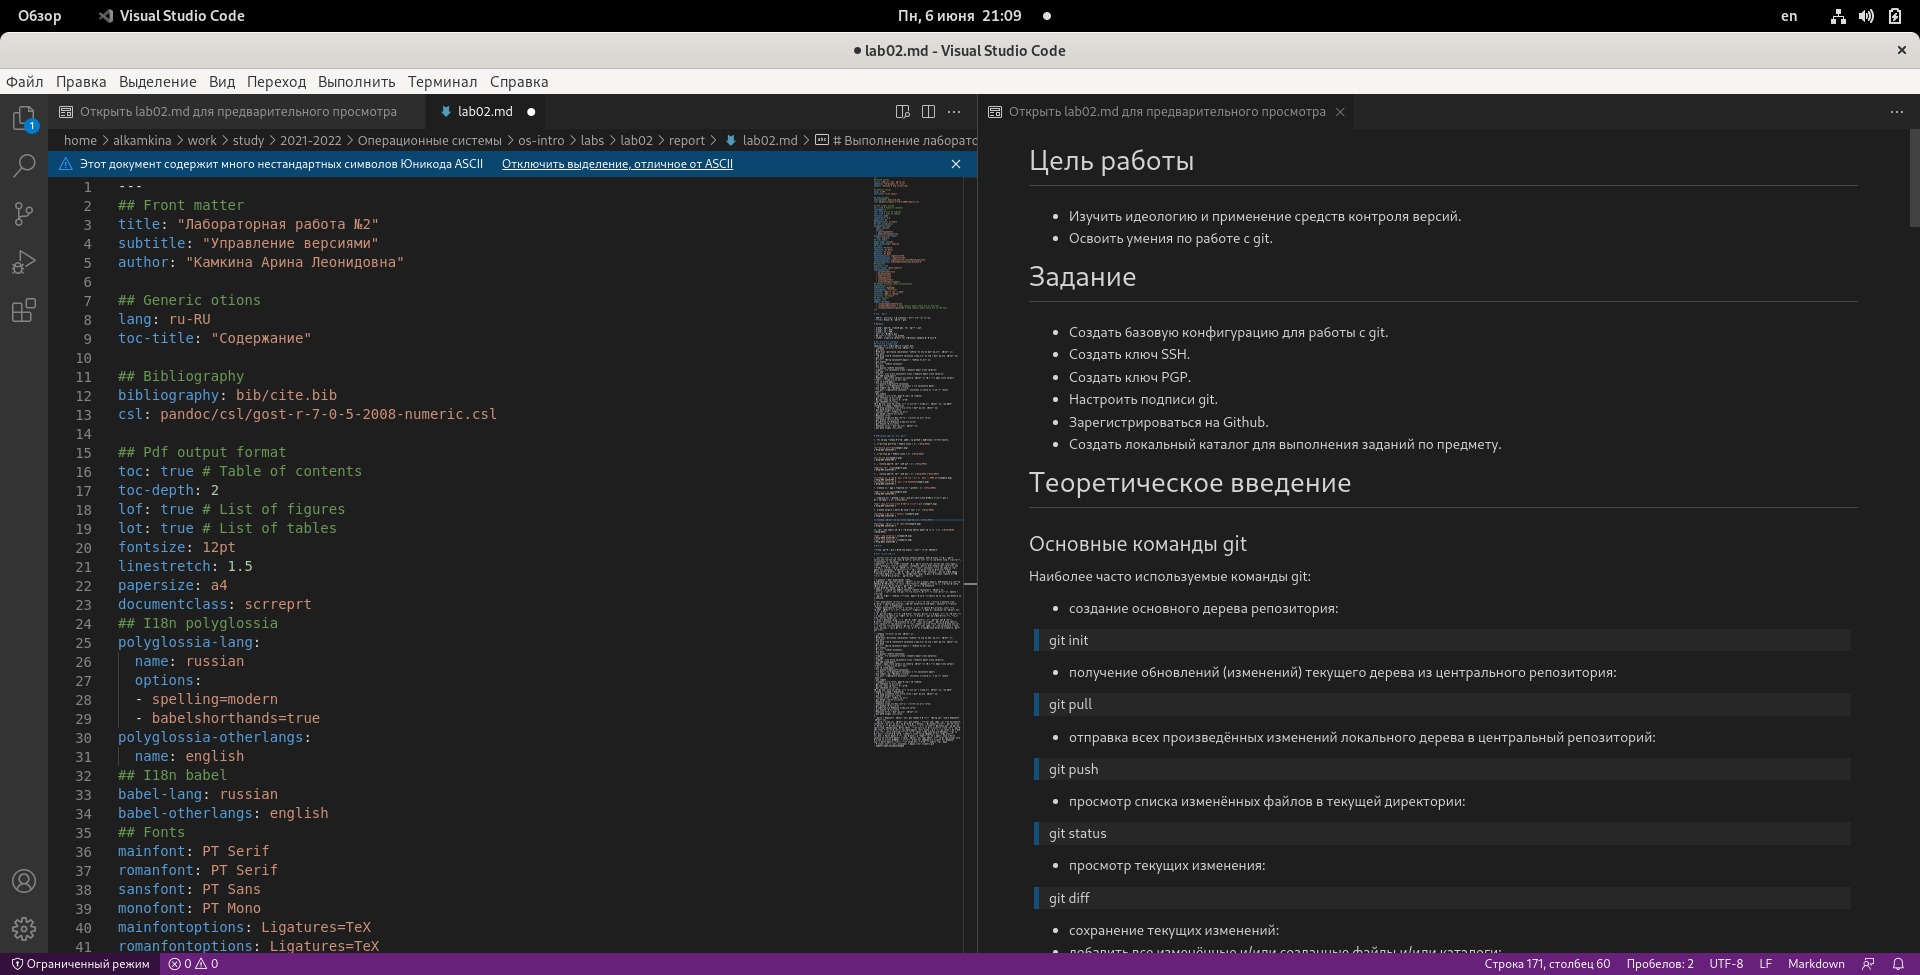 Обзор
Visual Studio Code
Пн, 6 июня 21:09
en
lab02.md - Visual Studio Code
Файл Правка Выделение Вид Переход Выполнить Терминал Справка
Открыть lab02.md для предварительного просмотра
lab02.md
home > alkamkina > work > study > 2021-2022 > Операционные системы > os-intro > labs > lab02 > report > lab02.md > # Выполнение лаборатс
Этот документ содержит много нестандартных символов Юникода ASCII Отключить выделение, отличное от ASCII
1
1 ---
2 ## Front matter
3 title: "Лабораторная работа №2"
4 subtitle: "Управление версиями"
5 author: "Камкина Арина Леонидовна"
6
7 ## Generic otions
8 lang: ru-RU
9 toc-title: "Содержание"
10
11 ## Bibliography
12 bibliography: bib/cite.bib
13 csl: pandoc/csl/gost-r-7-0-5-2008-numeric.csl
14
15 ## Pdf output format
16 toc: true # Table of contents
17 toc-depth: 2
18 lof: true # List of figures
19 lot: true # List of tables
20 fontsize: 12pt
21 linestretch: 1.5
22 papersize: a4
23 documentclass: scrreprt
24 ## I18n polyglossia
25 polyglossia-lang:
26 name: russian
27 options:
28 - spelling=modern
29 - babelshorthands=true
30 polyglossia-otherlangs:
31 name: english
32 ## I18n babel
33 babel-lang: russian
34 babel-otherlangs: english
35 ## Fonts
36 mainfont: PT Serif
37 romanfont: PT Serif
38 sansfont: PT Sans
39 monofont: PT Mono
40 mainfontoptions: Ligatures=TeX
41 romanfontoptions: Ligatures=TeX
Открыть lab02.md для предварительного просмотра
Цель работы
• Изучить идеологию и применение средств контроля версий.
• Освоить умения по работе с git.
Задание
• Создать базовую конфигурацию для работы с git.
• Создать ключ SSH.
• Создать ключ PGP.
• Настроить подписи git.
• Зарегистрироваться на Github.
• Создать локальный каталог для выполнения заданий по предмету.
Теоретическое введение
Основные команды git
Наиболее часто используемые команды git:
• создание основного дерева репозитория:
git init
• получение обновлений (изменений) текущего дерева из центрального репозитория:
git pull
• отправка всех произведённых изменений локального дерева в центральный репозиторий:
git push
• просмотр списка изменённых файлов в текущей директории:
git status
• просмотр текущих изменения:
git diff
• сохранение текущих изменений:
• добавить все изменённые и/или созданные файлы и/или каталоги:
Ограниченный режим 0 0
Строка 171, столбец 60 Пробелов: 2 UTF-8 LF Markdown